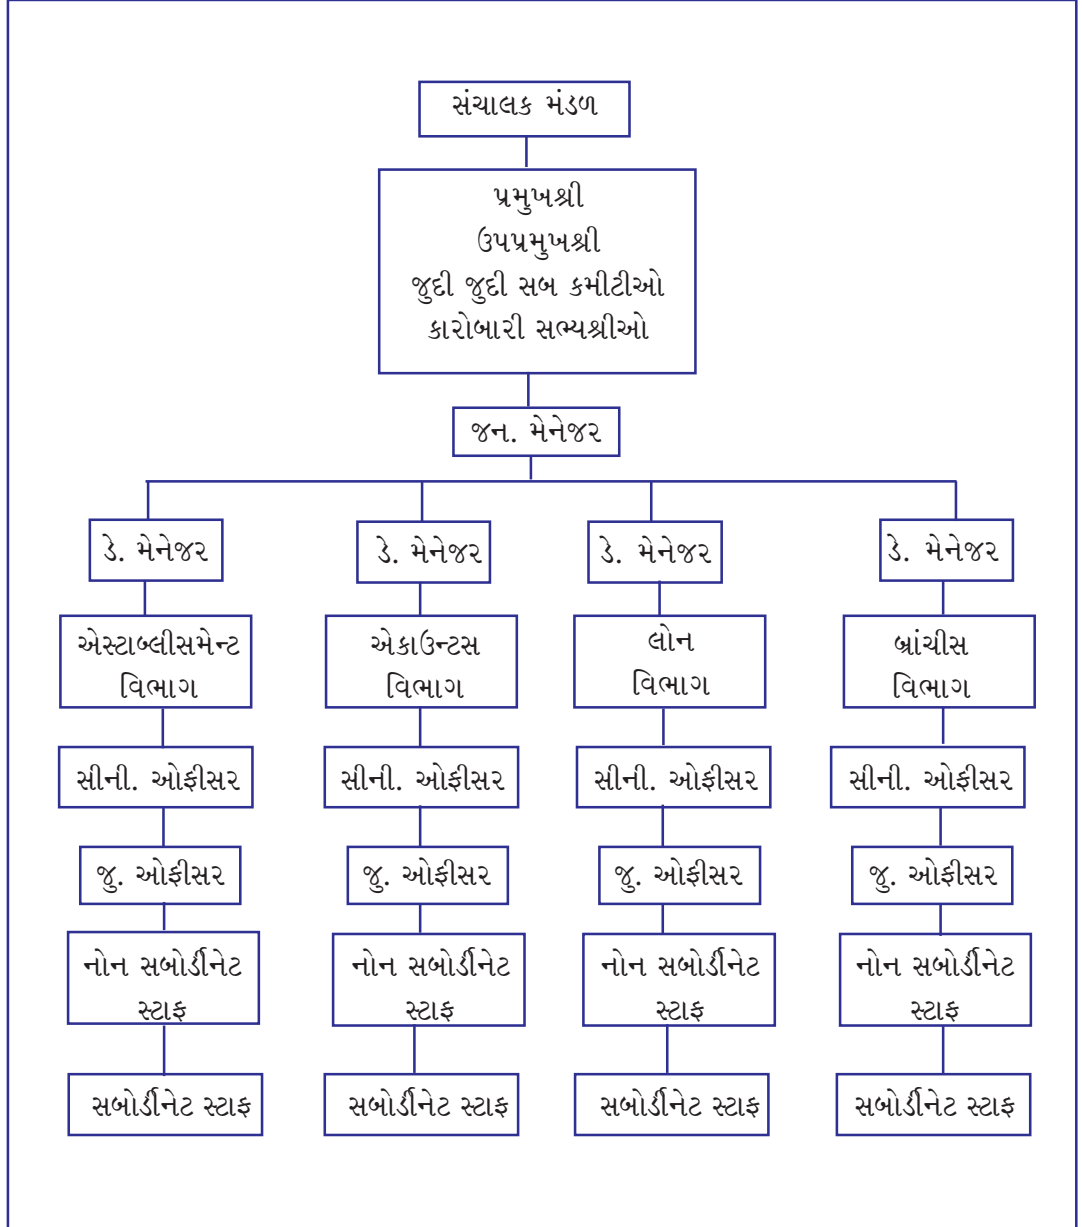 સંચાલક મંડળ
પ્રમુખશ્રી
ઉપપ્રમુખશ્રી
જુદી જુદી સબ કમીટીઓ
કારોબારી સભ્યશ્રીઓ
જન. મેનેજર
ડે. મેનેજર
ડે. મેનેજર
ડે. મેનેજર
ડે. મેનેજર
એસ્ટાબ્લીસમેન્ટ
વિભાગ
એકાઉન્ટસ
વિભાગ
લોન
વિભાગ
બ્રાંચીસ
વિભાગ
સીની. ઓફીસર
સીની. ઓફીસર
સીની. ઓફીસર
સીની. ઓફીસર
જુ. ઓફીસર
જુ. ઓફીસર
જુ. ઓફીસર
જુ. ઓફીસર
નોન સબોર્ડીનેટ
સ્ટાફ
નોન સબોર્ડીનેટ
સ્ટાફ
નોન સબોર્ડીનેટ
સ્ટાફ
નોન સબોર્ડીનેટ
સ્ટાફ
સબોર્ડીનેટ સ્ટાફ
સબોર્ડીનેટ સ્ટાફ
સબોર્ડીનેટ સ્ટાફ
સબોર્ડીનેટ સ્ટાફ